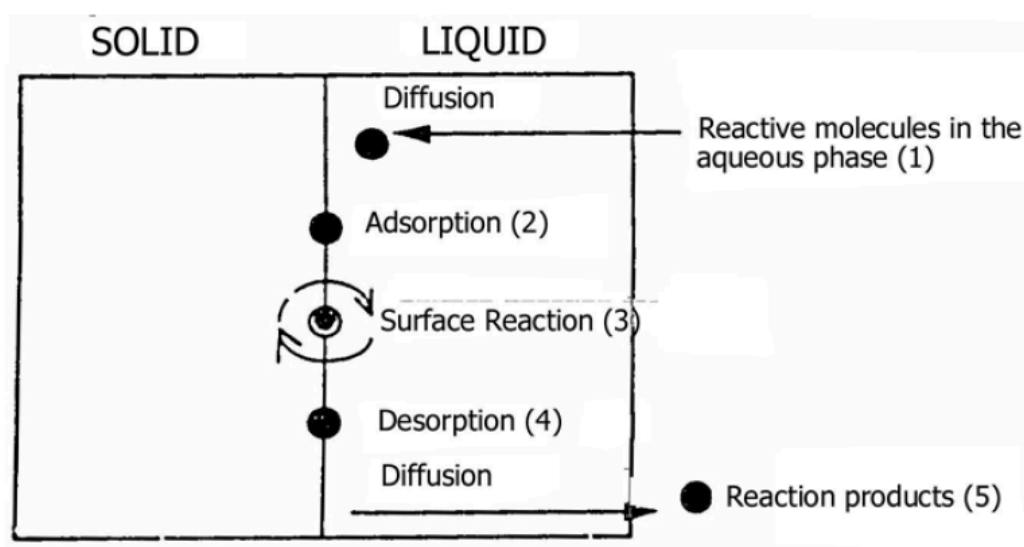 SOLID
LIQUID
Diffusion
Reactive molecules in the
aqueous phase (1)
Adsorption (2)
Surface Reaction (3)
Desorption (4)
Diffusion
Reaction products (5)